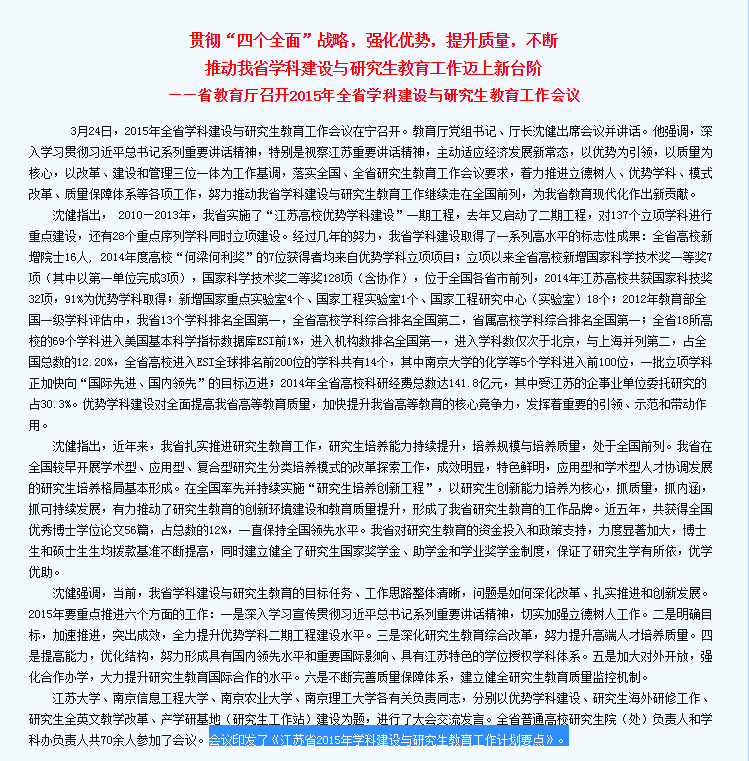 贯彻“四个全面”战略，强化优势，提升质量，不断
推动我省学科建设与研究生教育工作迈上新台阶
——省教育厅召开2015年全省学科建设与研究生教育工作会议
3月24日，2015年全省学科建设与研究生教育工作会议在宁召开。教育厅党组书记、厅长沈健出席会议并讲话。他强调，深
入学习贯彻习近平总书记系列重要讲话精神，特别是视察江苏重要讲话精神，主动适应经济发展新常态，以优势为引领，以质量为
核心，以改革、建设和管理三位一体为工作基调，落实全国、全省研究生教育工作会议要求，着力推进立德树人、优势学科、模式
改革、质量保障体系等各项工作，努力推动我省学科建设与研究生教育工作继续走在全国前列，为我省教育现代化作出新贡献。
沈健指出， 2010—2013年，我省实施了“江苏高校优势学科建设”一期工程，去年又启动了二期工程，对137个立项学科进行
重点建设，还有28个重点序列学科同时立项建设。经过几年的努力，我省学科建设取得了一系列高水平的标志性成果：全省高校新
增院士16人, 2014年度高校“何梁何利奖”的7位获得者均来自优势学科立项项目；立项以来全省高校新增国家科学技术奖一等奖7
项（其中以第一单位完成3项），国家科学技术奖二等奖128项（含协作），位于全国各省市前列，2014年江苏高校共获国家科技奖
32项，91%为优势学科取得；新增国家重点实验室4个、国家工程实验室1个、国家工程研究中心（实验室）18个；2012年教育部全
国一级学科评估中，我省13个学科排名全国第一，全省高校学科综合排名全国第二，省属高校学科综合排名全国第一；全省18所高
校的69个学科进入美国基本科学指标数据库ESI前1%，进入机构数排名全国第一，进入学科数仅次于北京，与上海并列第二，占全
国总数的12.20%，全省高校进入ESI全球排名前200位的学科共有14个，其中南京大学的化学等5个学科进入前100位，一批立项学科
正加快向“国际先进、国内领先”的目标迈进；2014年全省高校科研经费总数达141.8亿元，其中受江苏的企事业单位委托研究的
占30.3%。优势学科建设对全面提高我省高等教育质量，加快提升我省高等教育的核心竞争力，发挥着重要的引领、示范和带动作
用。
沈健指出，近年来，我省扎实推进研究生教育工作，研究生培养能力持续提升，培养规模与培养质量，处于全国前列。我省在
全国较早开展学术型、应用型、复合型研究生分类培养模式的改革探索工作，成效明显，特色鲜明，应用型和学术型人才协调发展
的研究生培养格局基本形成。在全国率先并持续实施“研究生培养创新工程”，以研究生创新能力培养为核心，抓质量，抓内涵，
抓可持续发展，有力推动了研究生教育的创新环境建设和教育质量提升，形成了我省研究生教育的工作品牌。近五年，共获得全国
优秀博士学位论文56篇，占总数的12%，一直保持全国领先水平。我省对研究生教育的资金投入和政策支持，力度显著加大，博士
生和硕士生生均拨款基准不断提高，同时建立健全了研究生国家奖学金、助学金和学业奖学金制度，保证了研究生学有所依，优学
优助。
沈健强调，当前，我省学科建设与研究生教育的目标任务、工作思路整体清晰，问题是如何深化改革、扎实推进和创新发展。
2015年要重点推进六个方面的工作：一是深入学习宣传贯彻习近平总书记系列重要讲话精神，切实加强立德树人工作。二是明确目
标，加速推进，突出成效，全力提升优势学科二期工程建设水平。三是深化研究生教育综合改革，努力提升高端人才培养质量。四
是提高能力，优化结构，努力形成具有国内领先水平和重要国际影响、具有江苏特色的学位授权学科体系。五是加大对外开放，强
化合作办学，大力提升研究生教育国际合作的水平。六是不断完善质量保障体系，建立健全研究生教育质量监控机制。
江苏大学、南京信息工程大学、南京农业大学、南京理工大学各有关负责同志，分别以优势学科建设、研究生海外研修工作、
研究生全英文教学改革、产学研基地（研究生工作站）建设为题，进行了大会交流发言。全省普通高校研究生院（处）负责人和学
科办负责人共70余人参加了会议。会议印发了《江苏省2015年学科建设与研究生教育工作计划要点》。